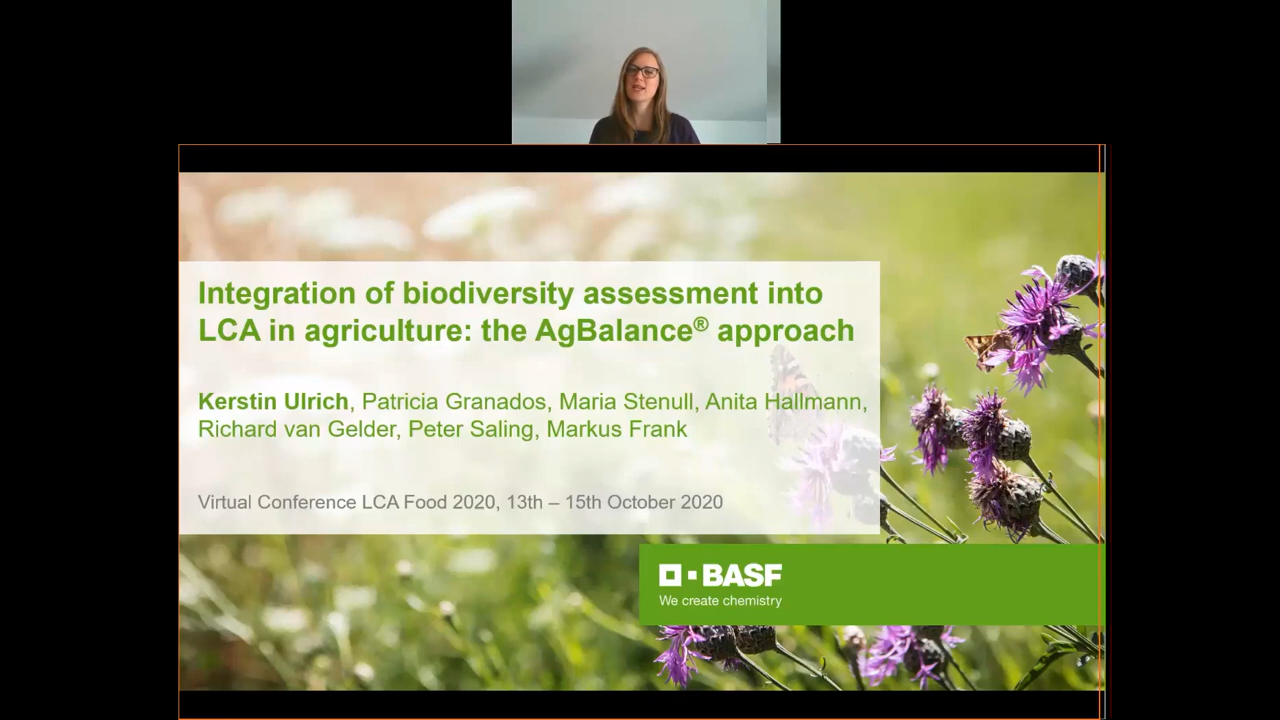 Integration of biodiversity assessment into
LCA in agriculture: the AgBalance® approach
Kerstin Ulrich, Patricia Granados, Maria Stenull, Anita Hallmann,
Richard van Gelder, Peter Saling, Markus Frank
Virtual Conference LCA Food 2020, 13th – 15th October 2020
BASF
We create chemistry